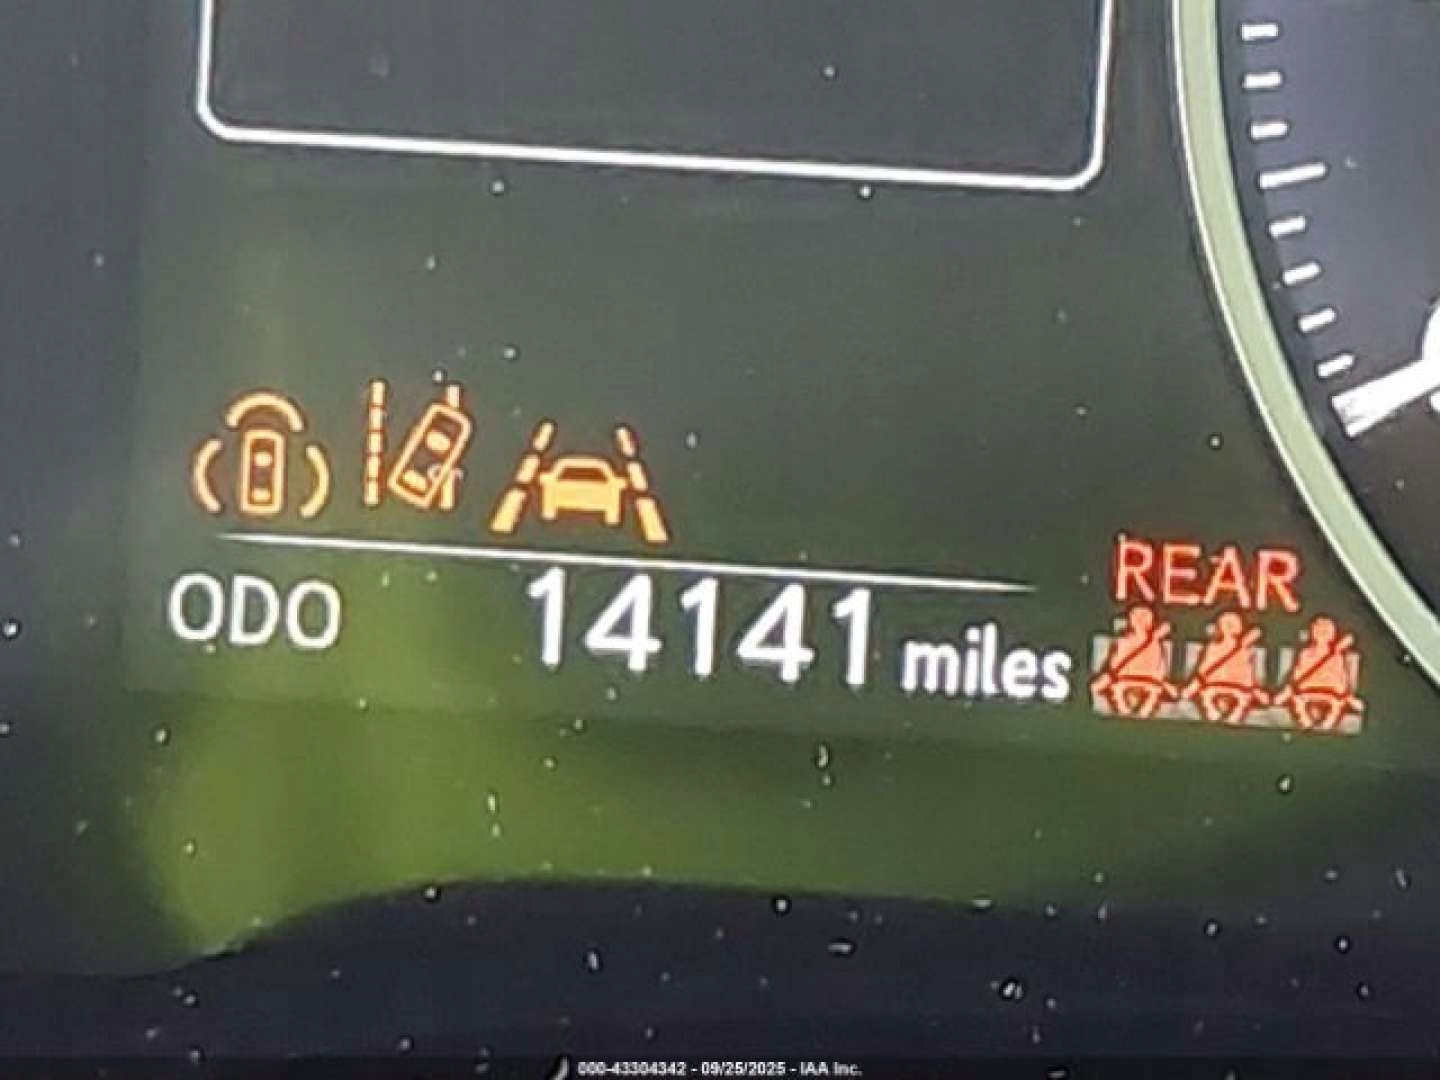 REAR
ODO 14141 miles
000-43304342 - 09/25/2025 - IAA Inc.